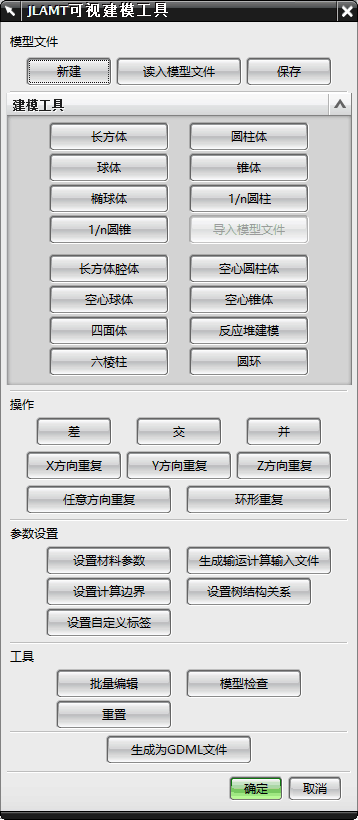 JLAMT可视建模工具
模型文件
新建 读入模型文件 保存
建模工具
长方体 圆柱体
球体 锥体
椭球体 1/n圆柱
1/n圆锥 导入模型文件
长方体腔体 空心圆柱体
空心球体 空心锥体
四面体 反应堆建模
六棱柱 圆环
操作
差 交 并
X方向重复 Y方向重复 Z方向重复
任意方向重复 环形重复
参数设置
设置材料参数 生成输运计算输入文件
设置计算边界 设置树结构关系
设置自定义标签
工具
批量编辑 模型检查
重置
生成为GDML文件
确定 取消